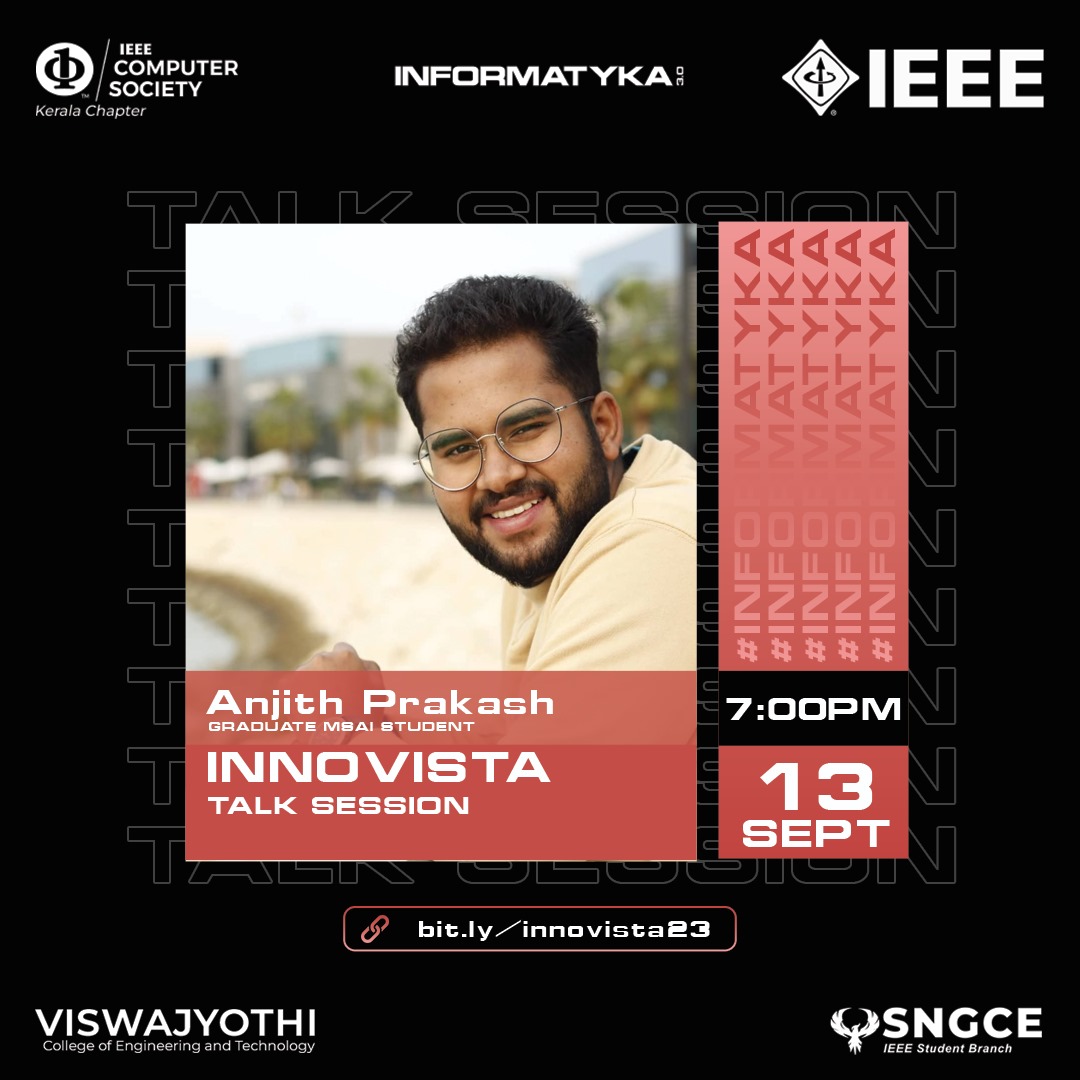 IEEE
COMPUTER
SOCIETY
TM
Kerala Chapter
INFORMATYKA 3.0
IEEE
®
TALK SESSION
#INFORMATYKA
#INFORMATYKA
#INFORMATYKA
#INFORMATYKA
#INFORMATYKA
Anjith Prakash
GRADUATE MSAI STUDENT
INNOVISTA
TALK SESSION
7:00PM
13
SEPT
TALK SESSION
bit.ly/innovista23
VISWAJYOTHI
College of Engineering and Technology
SNGCE
IEEE Student Branch